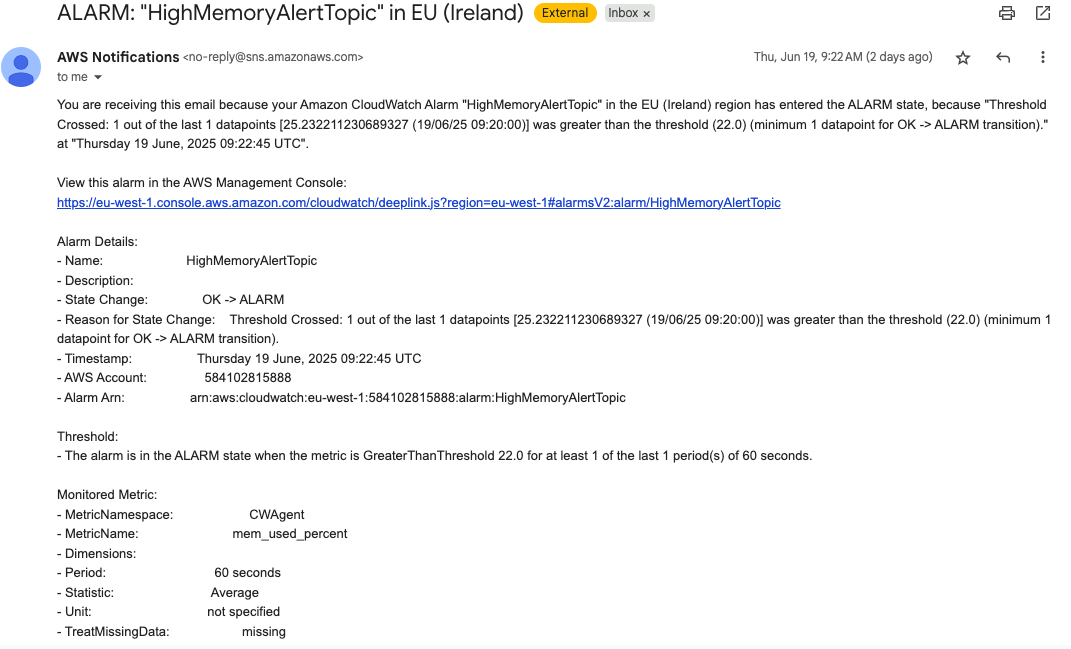 ALARM: "HighMemoryAlertTopic" in EU (Ireland) External Inbox ×
AWS Notifications <no-reply@sns.amazonaws.com> Thu, Jun 19, 9:22 AM (2 days ago)
to me
You are receiving this email because your Amazon CloudWatch Alarm "HighMemoryAlertTopic" in the EU (Ireland) region has entered the ALARM state, because "Threshold
Crossed: 1 out of the last 1 datapoints [25.232211230689327 (19/06/25 09:20:00)] was greater than the threshold (22.0) (minimum 1 datapoint for OK -> ALARM transition)."
at "Thursday 19 June, 2025 09:22:45 UTC".
View this alarm in the AWS Management Console:
https://eu-west-1.console.aws.amazon.com/cloudwatch/deeplink.js?region=eu-west-1#alarmsV2:alarm/HighMemoryAlertTopic
Alarm Details:
- Name: HighMemoryAlertTopic
- Description:
- State Change: OK -> ALARM
- Reason for State Change: Threshold Crossed: 1 out of the last 1 datapoints [25.232211230689327 (19/06/25 09:20:00)] was greater than the threshold (22.0) (minimum 1
datapoint for OK -> ALARM transition).
- Timestamp: Thursday 19 June, 2025 09:22:45 UTC
- AWS Account: 584102815888
- Alarm Arn: arn:aws:cloudwatch:eu-west-1:584102815888:alarm:HighMemoryAlertTopic
Threshold:
- The alarm is in the ALARM state when the metric is GreaterThanThreshold 22.0 for at least 1 of the last 1 period(s) of 60 seconds.
Monitored Metric:
- MetricNamespace: CWAgent
- MetricName: mem_used_percent
- Dimensions:
- Period: 60 seconds
- Statistic: Average
- Unit: not specified
- TreatMissingData: missing